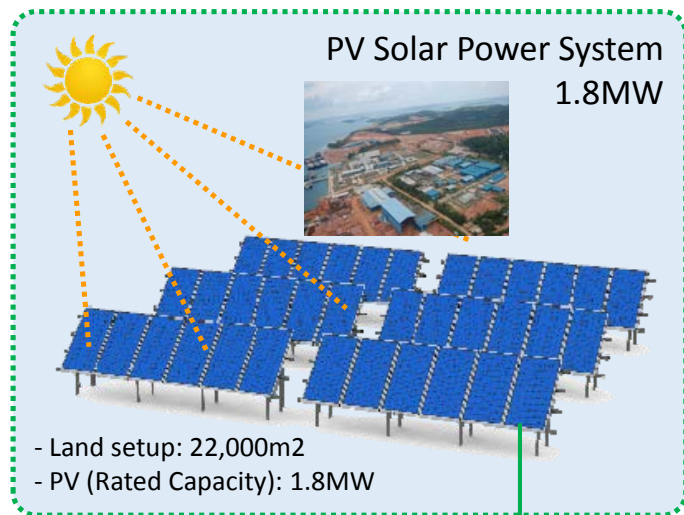 PV Solar Power System
1.8MW
- Land setup: 22,000m2
- PV (Rated Capacity): 1.8MW